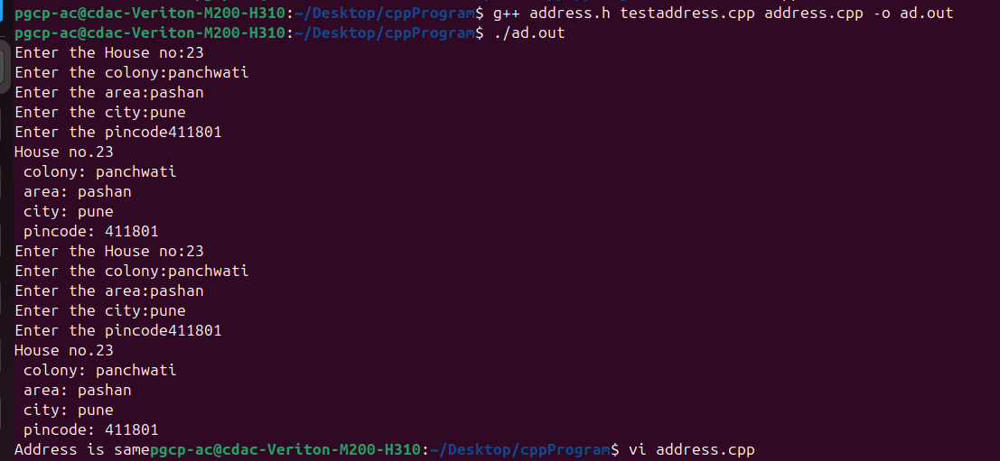 pgcp-ac@cdac-Veriton-M200-H310:~/Desktop/cppProgram$ g++ address.h testaddress.cpp address.cpp -o ad.out
pgcp-ac@cdac-Veriton-M200-H310:~/Desktop/cppProgram$ ./ad.out
Enter the House no:23
Enter the colony:panchwati
Enter the area:pashan
Enter the city:pune
Enter the pincode411801
House no.23
 colony: panchwati
 area: pashan
 city: pune
 pincode: 411801
Enter the House no:23
Enter the colony:panchwati
Enter the area:pashan
Enter the city:pune
Enter the pincode411801
House no.23
 colony: panchwati
 area: pashan
 city: pune
 pincode: 411801
Address is samepgcp-ac@cdac-Veriton-M200-H310:~/Desktop/cppProgram$ vi address.cpp